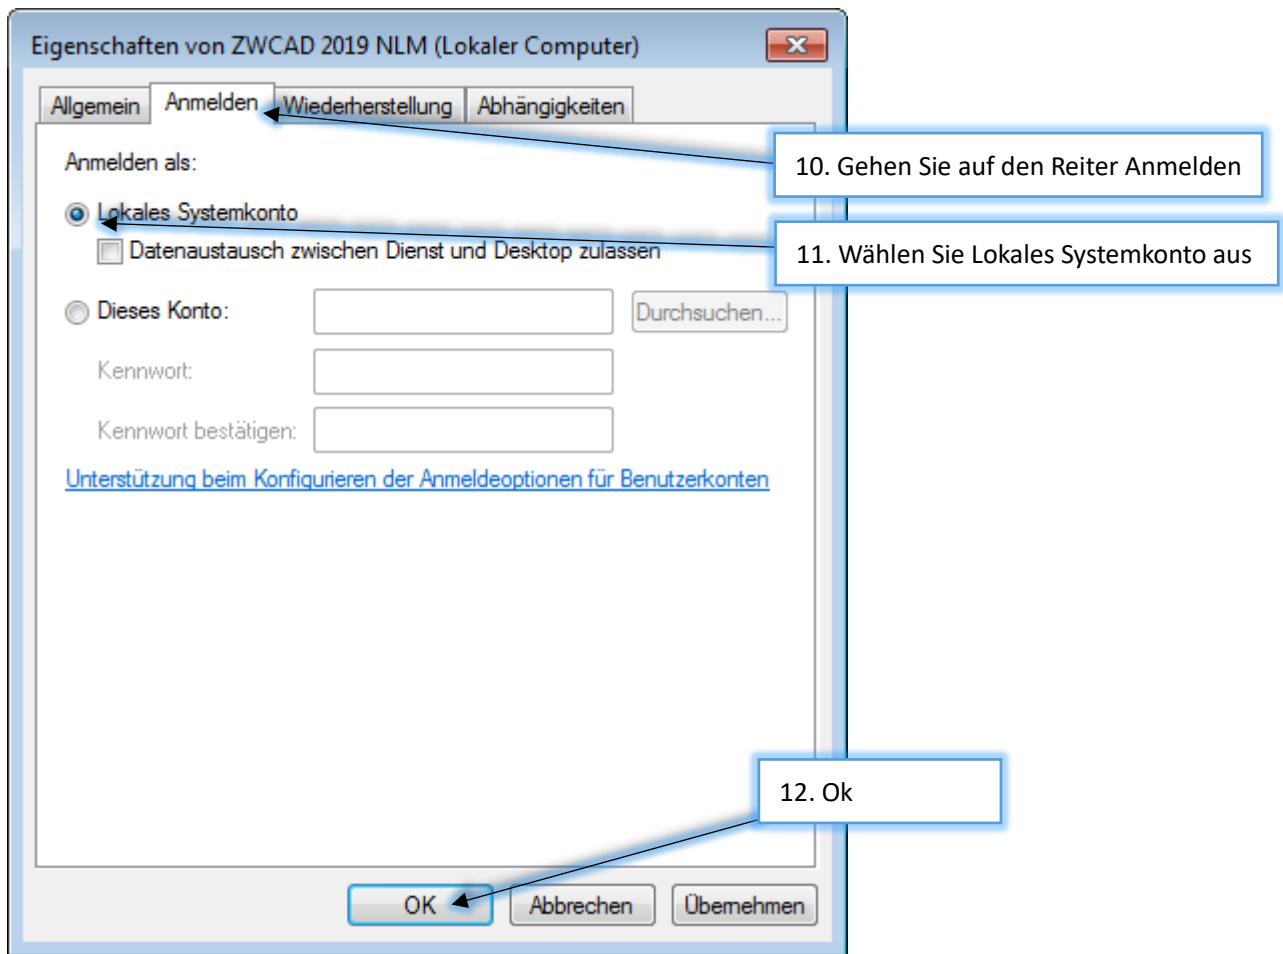 Eigenschaften von ZWCAD 2019 NLM (Lokaler Computer)
Allgemein Anmelden Wiederherstellung Abhängigkeiten
Anmelden als:
10. Gehen Sie auf den Reiter Anmelden
Lokales Systemkonto
Datenaustausch zwischen Dienst und Desktop zulassen
11. Wählen Sie Lokales Systemkonto aus
Dieses Konto: Durchsuchen...
Kennwort:
Kennwort bestätigen:
Unterstützung beim Konfigurieren der Anmeldeoptionen für Benutzerkonten
12. Ok
OK Abbrechen Übernehmen